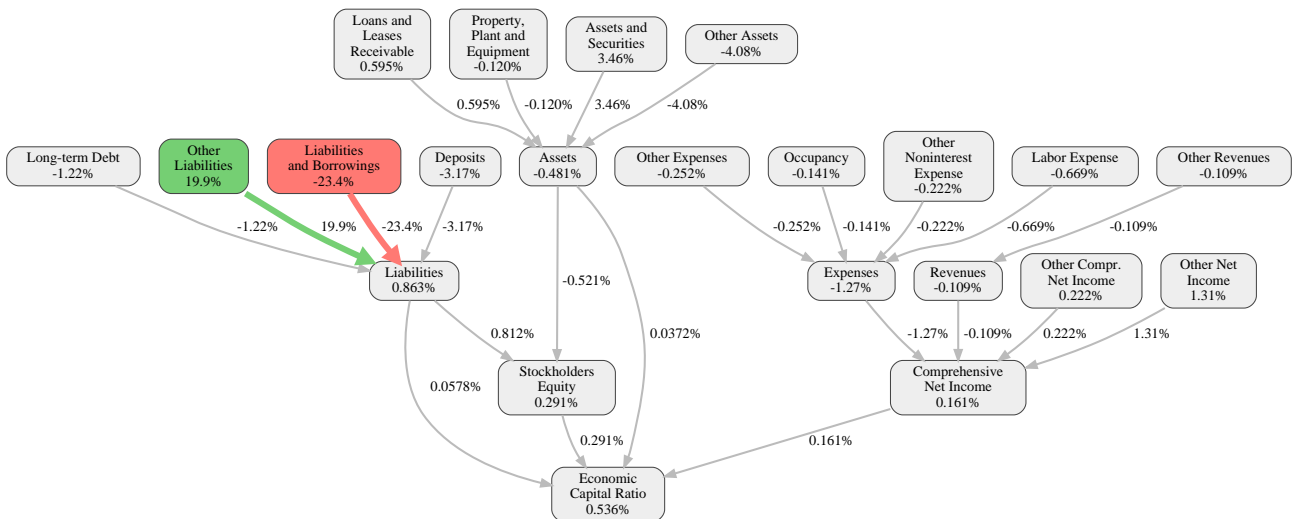 Loans and
Leases
Receivable
0.595%
Property,
Plant and
Equipment
-0.120%
Assets and
Securities
3.46%
Other Assets
-4.08%
0.595%
-0.120%
3.46%
-4.08%
Long-term Debt
-1.22%
Other
Liabilities
19.9%
Liabilities
and Borrowings
-23.4%
Deposits
-3.17%
Assets
-0.481%
Other Expenses
-0.252%
Occupancy
-0.141%
Other
Noninterest
Expense
-0.222%
Labor Expense
-0.669%
Other Revenues
-0.109%
-1.22%
19.9%
-23.4%
-3.17%
-0.252%
-0.141%
-0.222%
-0.669%
-0.109%
Liabilities
0.863%
-0.521%
Expenses
-1.27%
Revenues
-0.109%
Other Compr.
Net Income
0.222%
Other Net
Income
1.31%
0.812%
0.0372%
-1.27%
-0.109%
0.222%
1.31%
0.0578%
Stockholders
Equity
0.291%
Comprehensive
Net Income
0.161%
0.291%
0.161%
Economic
Capital Ratio
0.536%